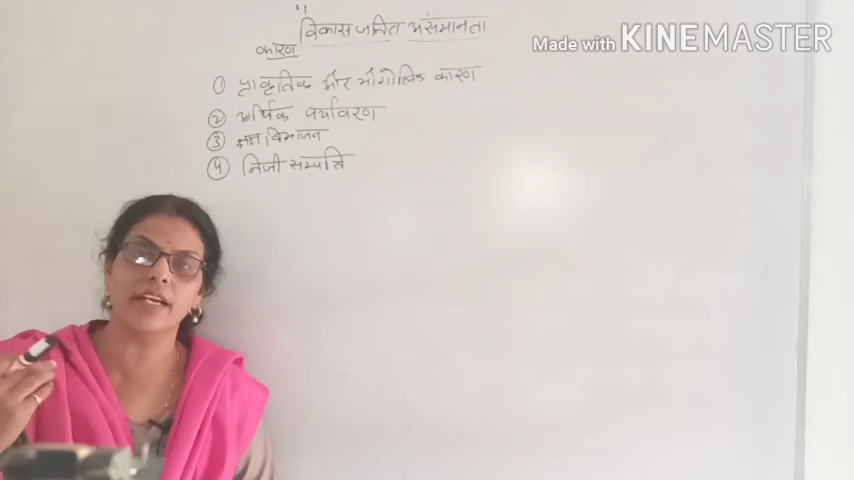 विकास जनित असमानता
Made with KINEMASTER
कारण
① प्राकृतिक और भौगोलिक कारण
② आर्थिक पर्यावरण
③ श्रम विभाजन
④ निजी सम्पत्ति